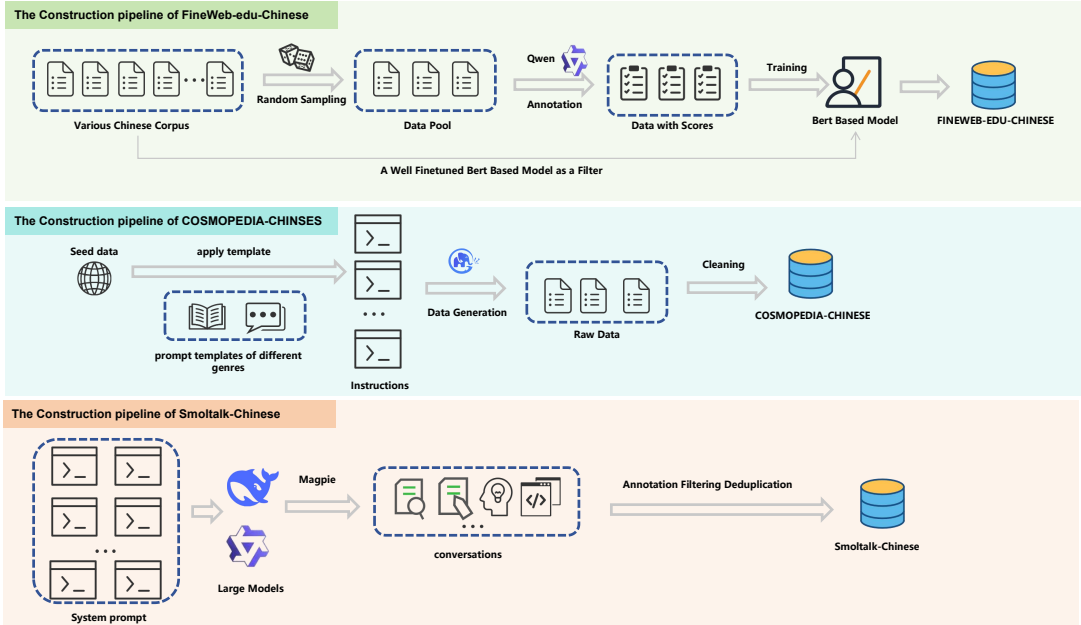 The Construction pipeline of FineWeb-edu-Chinese
Qwen
Training
Random Sampling
Annotation
Various Chinese Corpus
Data Pool
Data with Scores
Bert Based Model
FINEWEB-EDU-CHINESE
A Well Finetuned Bert Based Model as a Filter
The Construction pipeline of COSMOPEDIA-CHINSES
Seed data
apply template
Cleaning
Data Generation
COSMOPEDIA-CHINESE
Raw Data
prompt templates of different
genres
Instructions
The Construction pipeline of Smoltalk-Chinese
Magpie
Annotation Filtering Deduplication
Smoltalk-Chinese
conversations
Large Models
System prompt